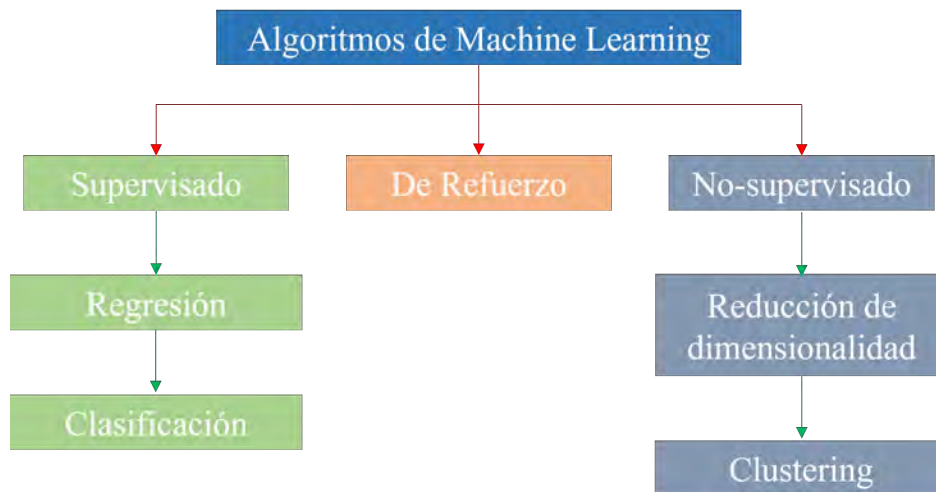 Algoritmos de Machine Learning
Supervisado
De Refuerzo
No-supervisado
Regresión
Reducción de
dimensionalidad
Clasificación
Clustering